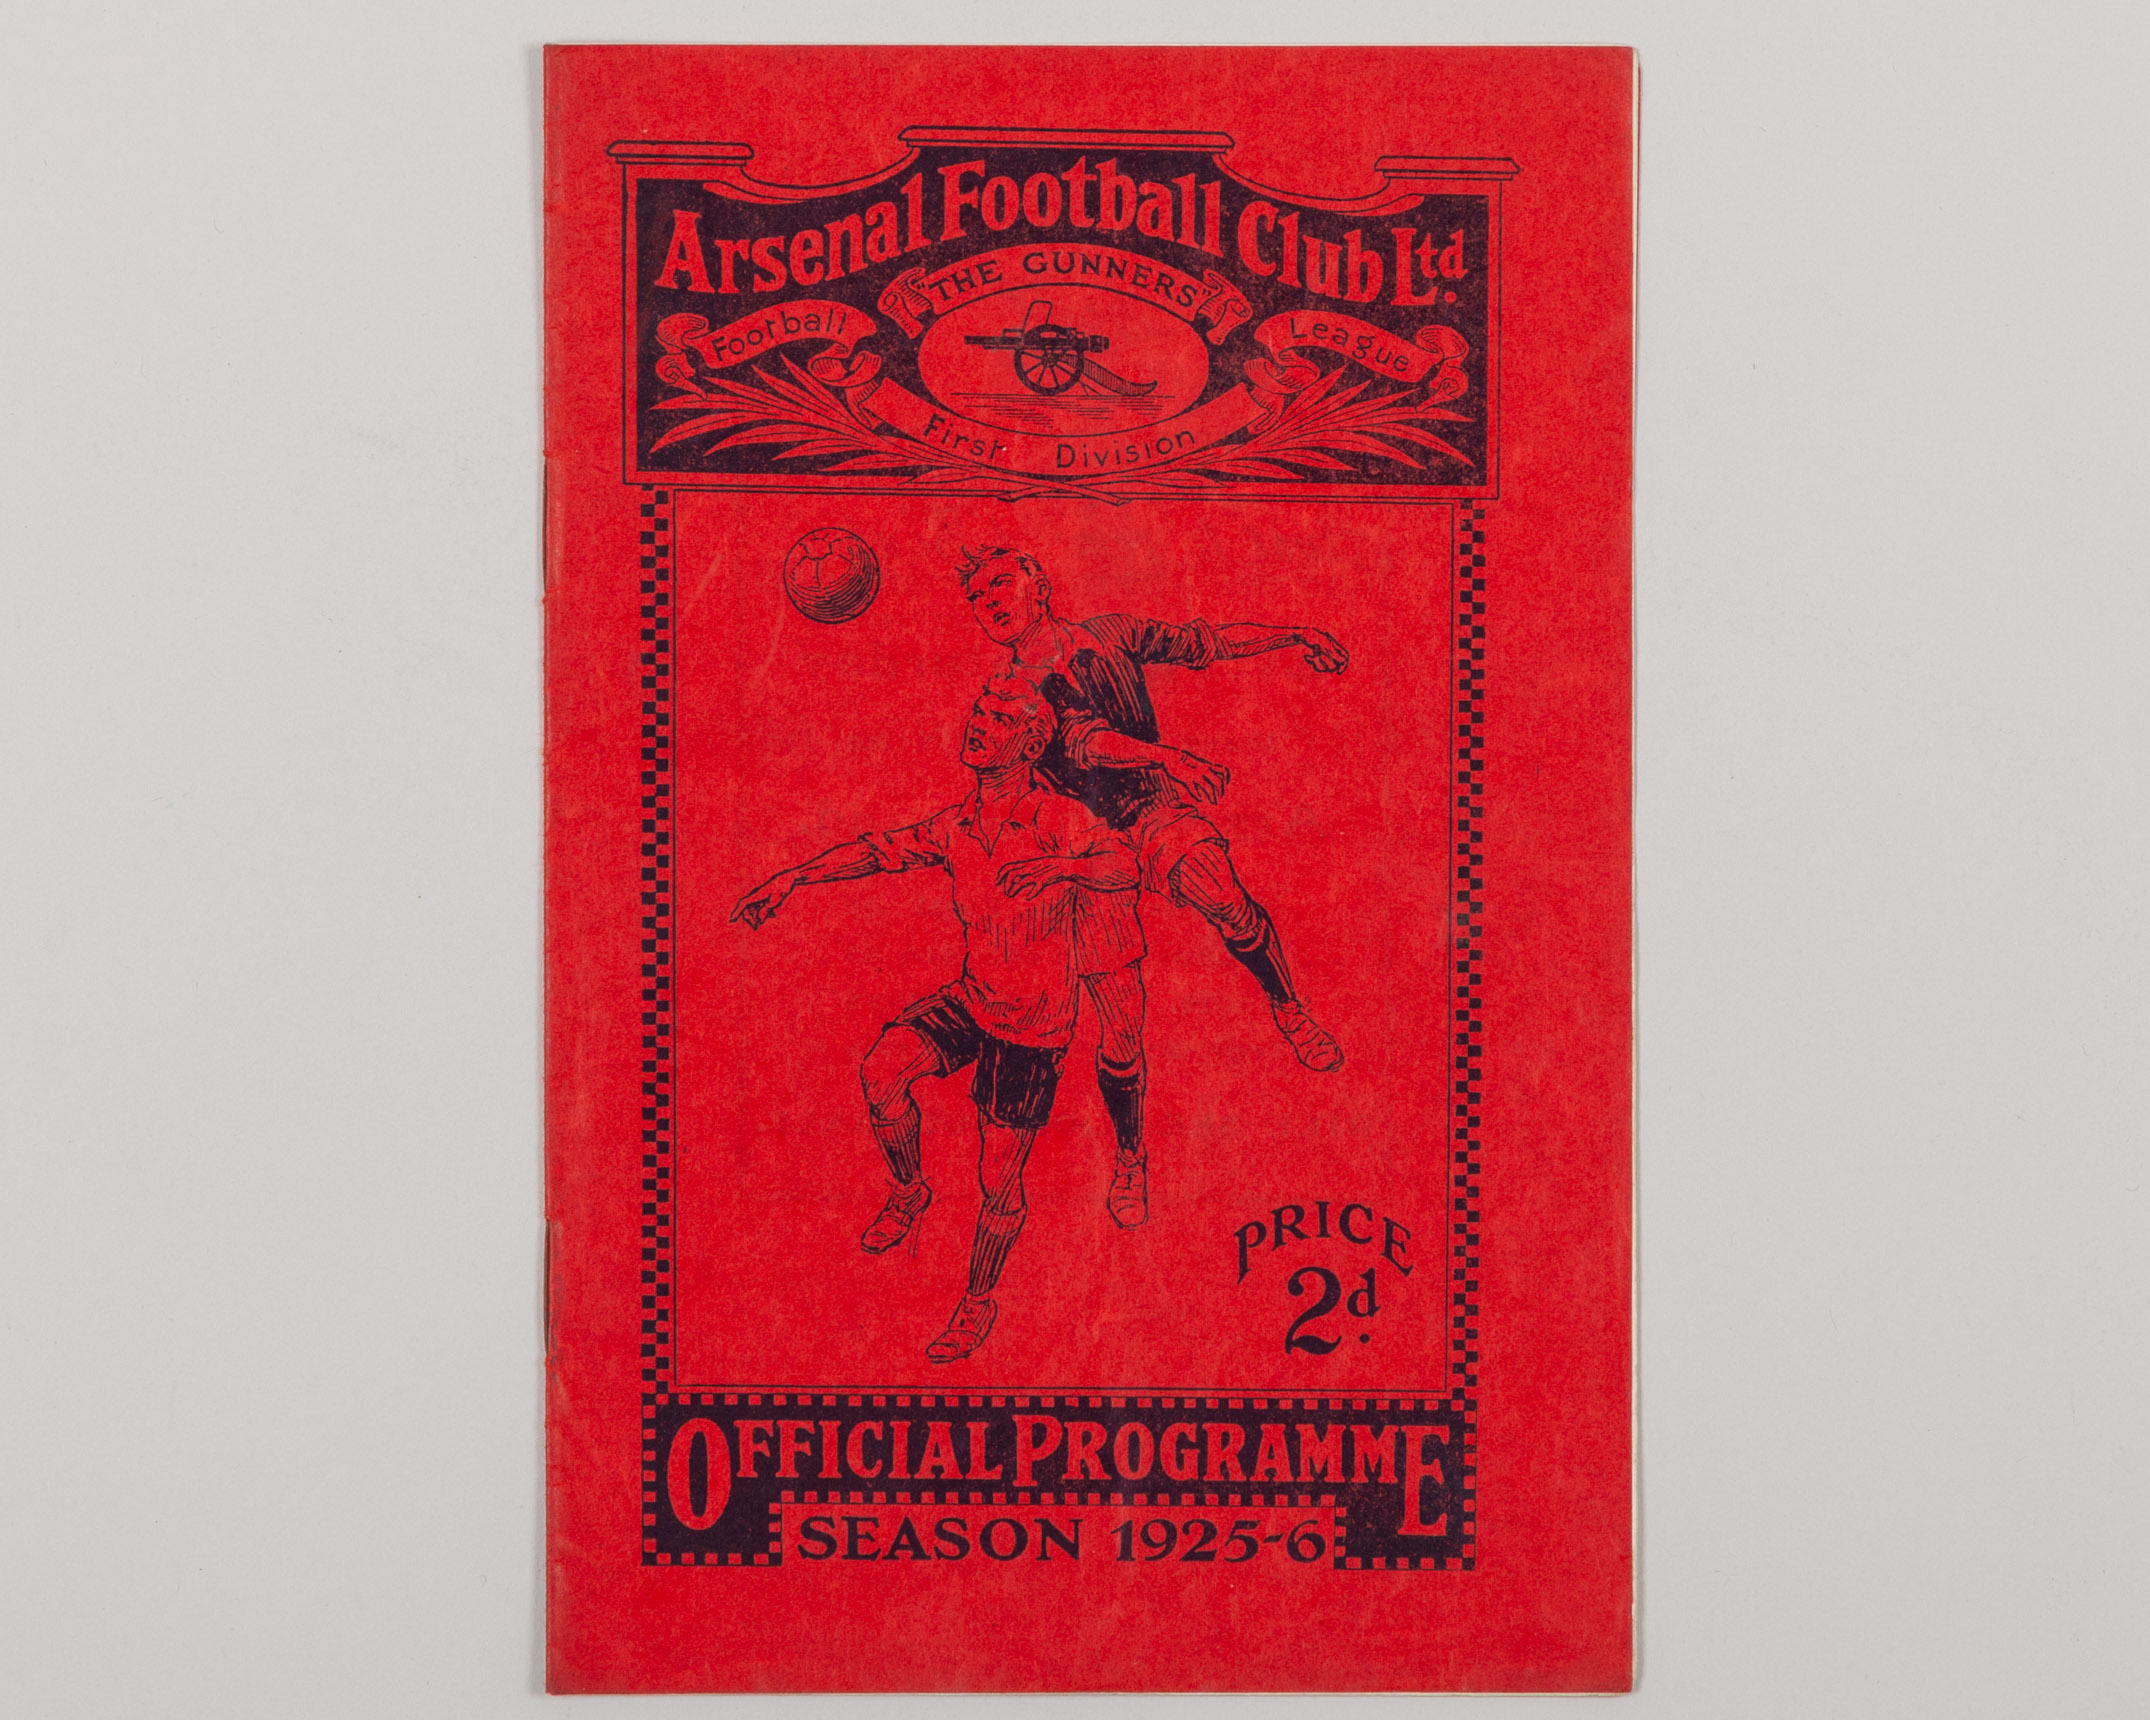 Arsenal Football Club Ltd.
"THE GUNNERS"
Football League
First Division
PRICE
2d.
OFFICIAL PROGRAMME
SEASON 1925-6